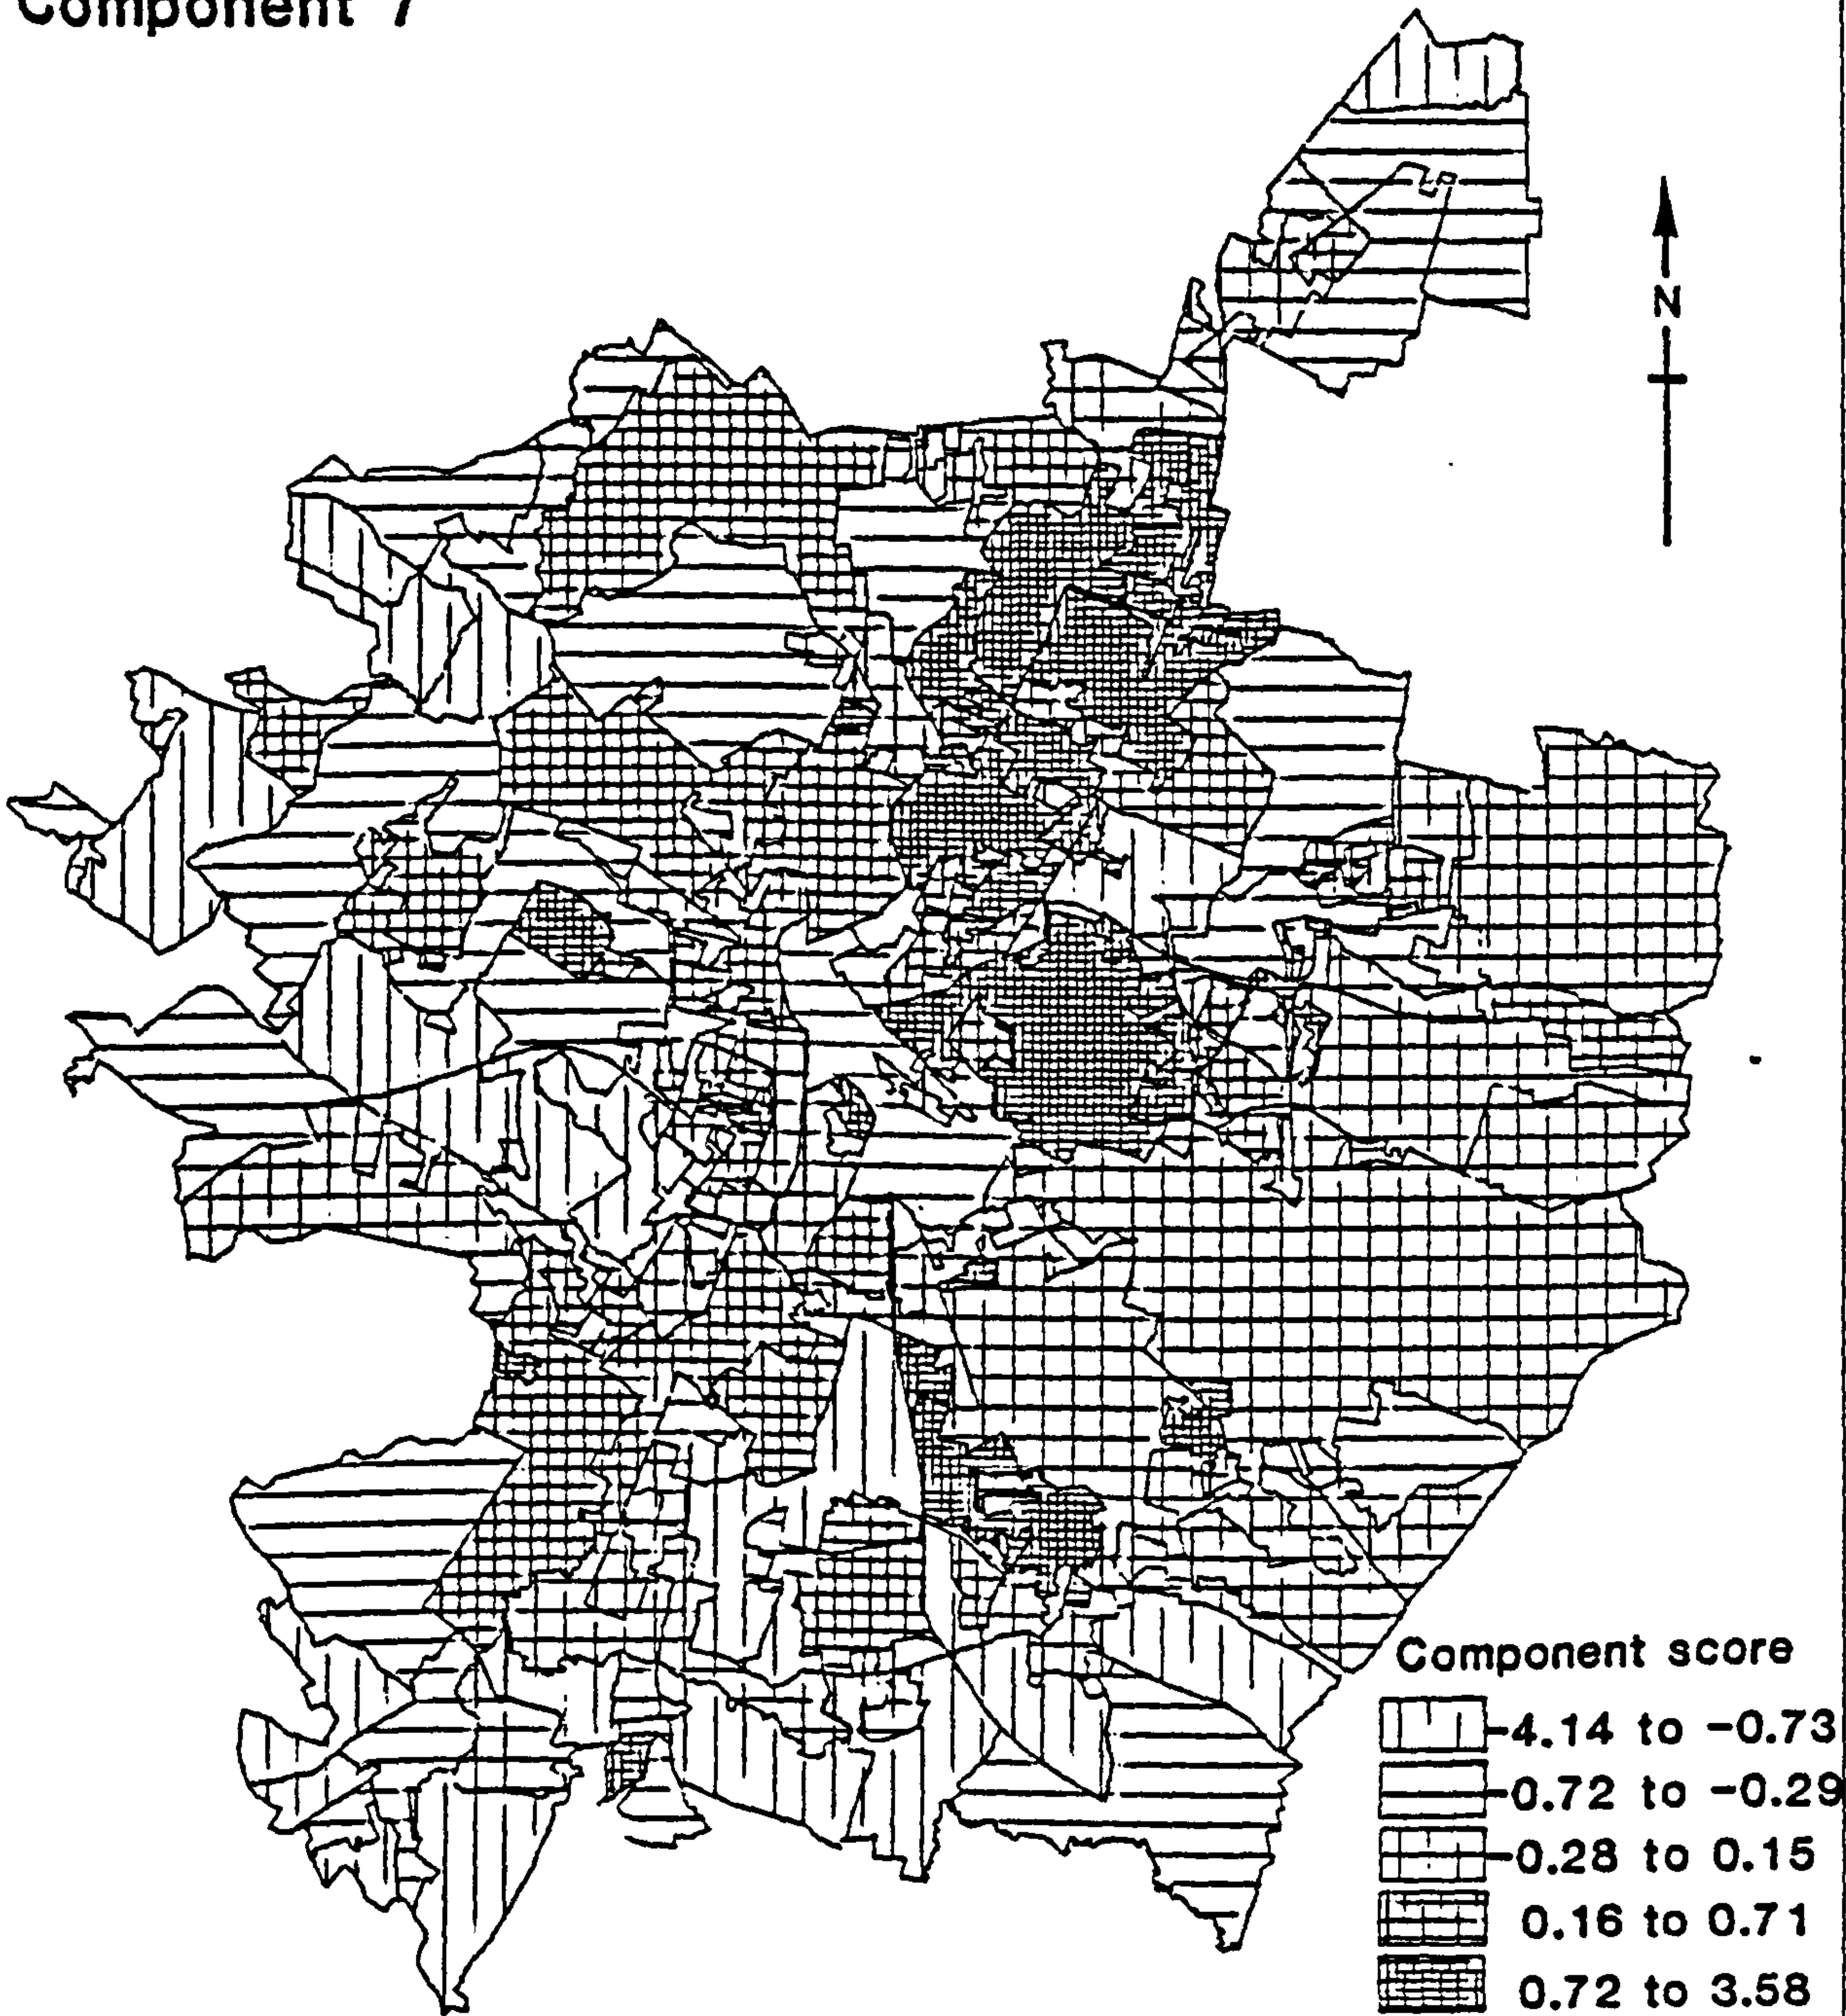 Component 7
N
Component score
-4.14 to -0.73
-0.72 to -0.29
-0.28 to 0.15
0.16 to 0.71
0.72 to 3.58